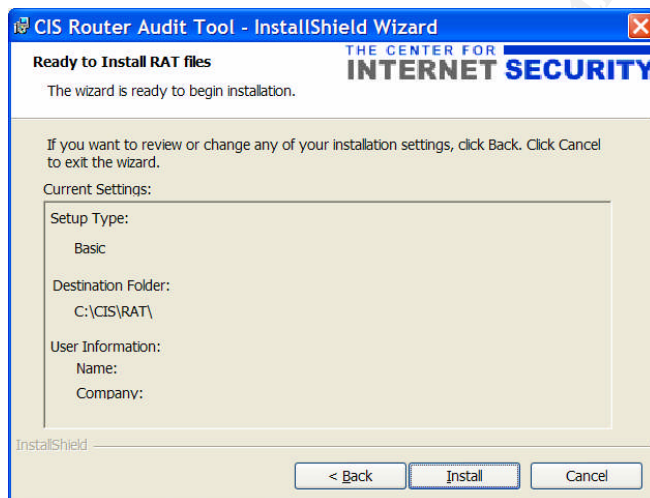 CIS Router Audit Tool - InstallShield Wizard
THE CENTER FOR
INTERNET SECURITY
Ready to Install RAT files
The wizard is ready to begin installation.
If you want to review or change any of your installation settings, click Back. Click Cancel
to exit the wizard.
Current Settings:
Setup Type:
Basic
Destination Folder:
C:\CIS\RAT\
User Information:
Name:
Company:
InstallShield
< Back
Install
Cancel